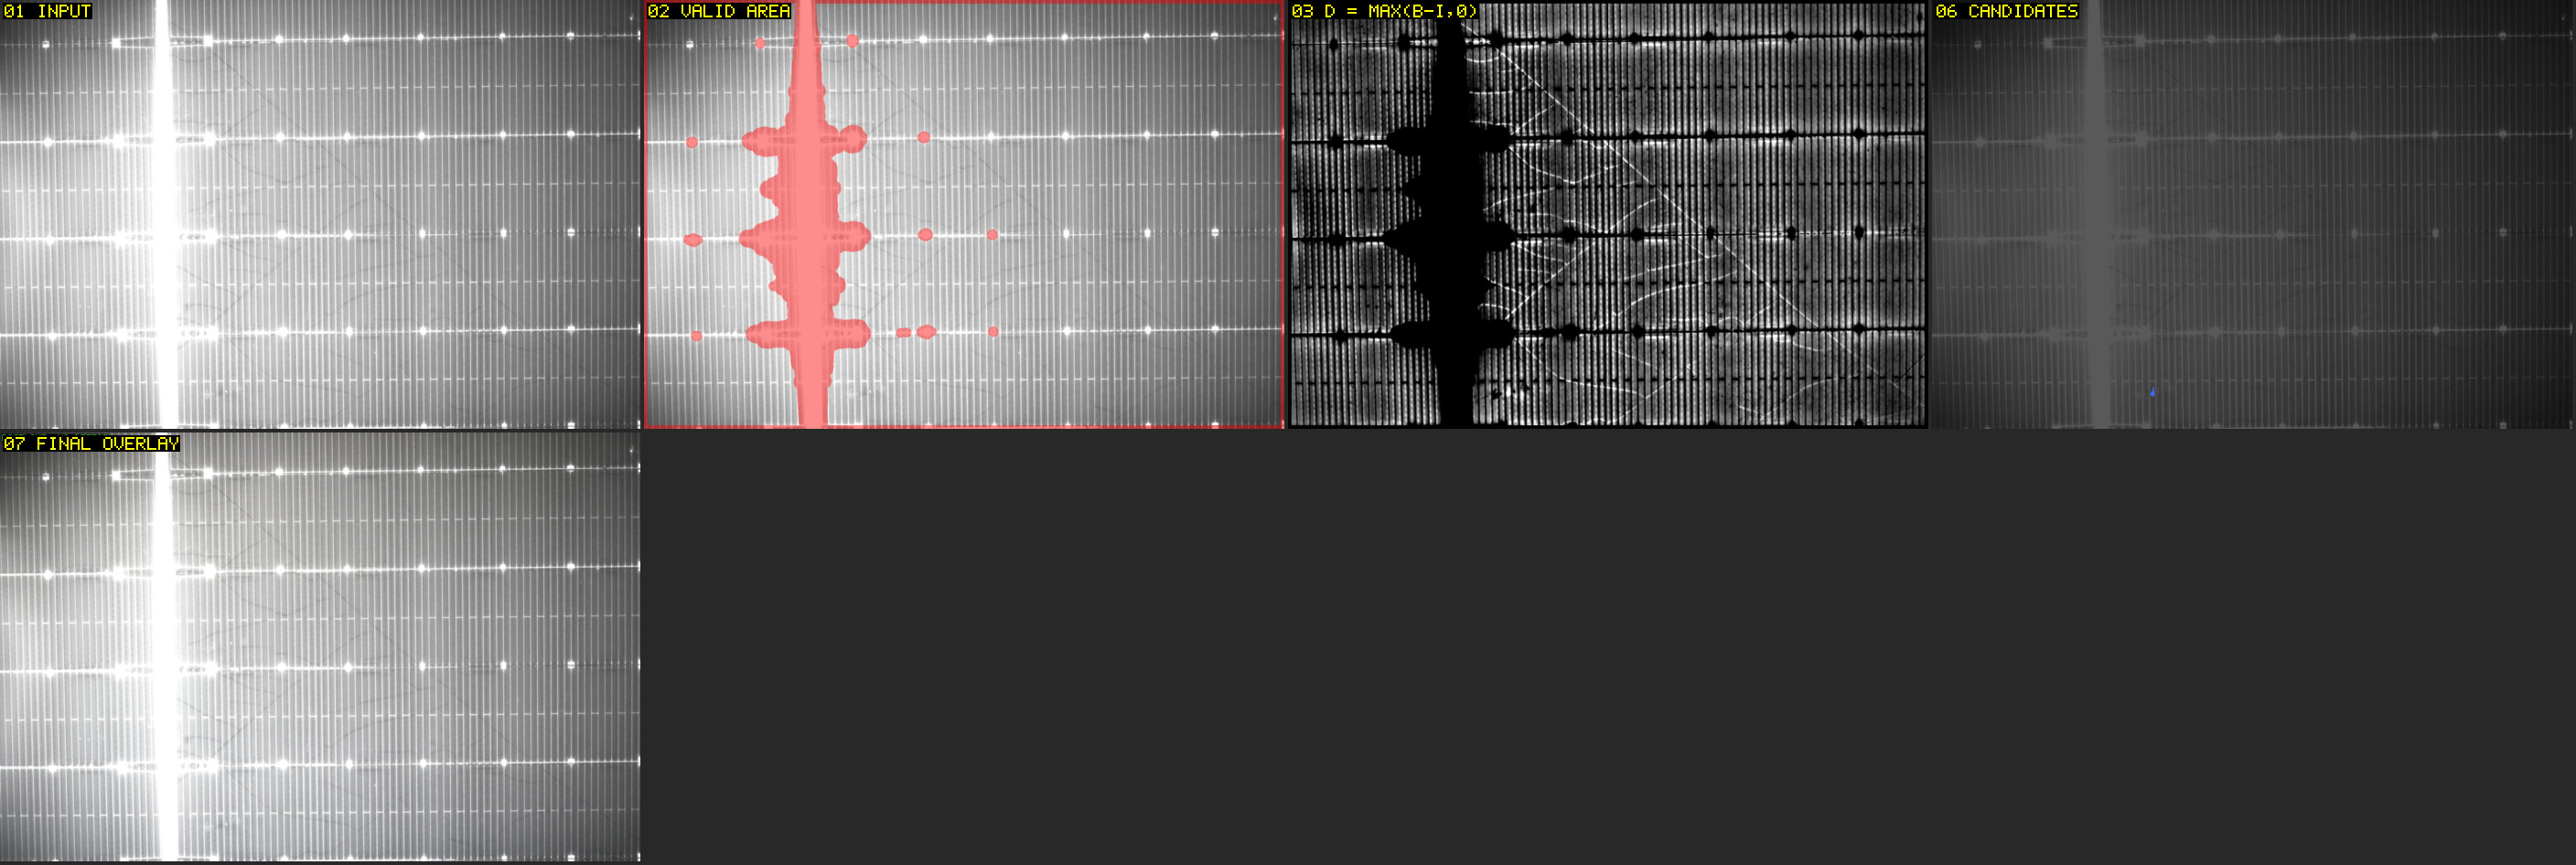 01 INPUT
02 VALID AREA
03 D = MAX(B-I,0)
06 CANDIDATES
07 FINAL OVERLAY